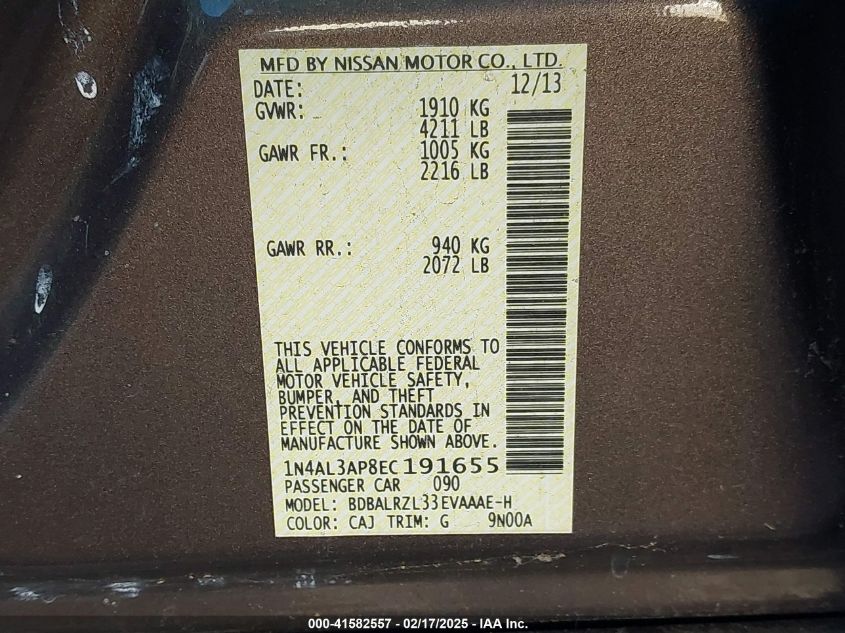 MFD BY NISSAN MOTOR CO., LTD.
DATE: 12/13
GVWR: 1910 KG
4211 LB
GAWR FR.: 1005 KG
2216 LB
GAWR RR.: 940 KG
2072 LB
THIS VEHICLE CONFORMS TO
ALL APPLICABLE FEDERAL
MOTOR VEHICLE SAFETY,
BUMPER, AND THEFT
PREVENTION STANDARDS IN
EFFECT ON THE DATE OF
MANUFACTURE SHOWN ABOVE.
1N4AL3AP8EC191655
PASSENGER CAR 090
MODEL: BDBALRZL33EVAAAE-H
COLOR: CAJ TRIM: G 9N00A
000-41582557 - 02/17/2025 - IAA Inc.